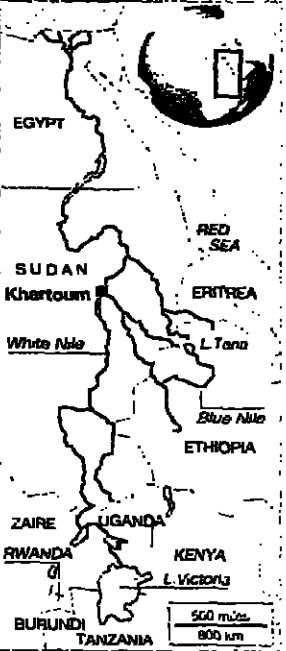 EGYPT
RED
SEA
SUDAN
Khartoum
ERITREA
White Nile
L. Tana
Blue Nile
ETHIOPIA
ZAIRE
UGANDA
RWANDA
KENYA
L. Victoria
BURUNDI
TANZANIA
500 miles
800 km